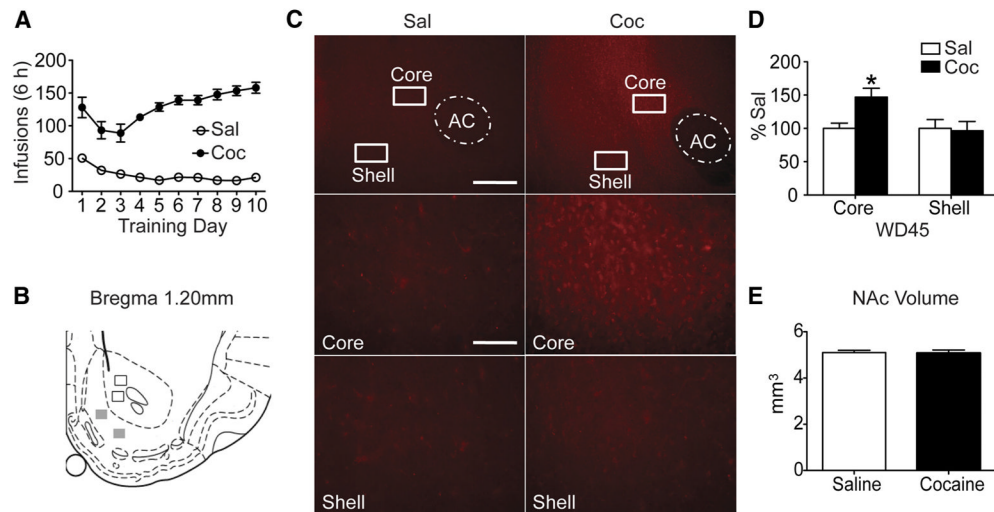 A
Infusions (6 h)
200
150
100
50
0
Sal
Coc
1 2 3 4 5 6 7 8 9 10
Training Day
B
Bregma 1.20mm
C
Sal
Coc
Core
AC
Shell
Core
AC
Shell
Core
Core
Shell
Shell
D
Sal
Coc
% Sal
200
150
100
50
0
*
Core
Shell
WD45
E
NAc Volume
mm³
6
4
2
0
Saline
Cocaine